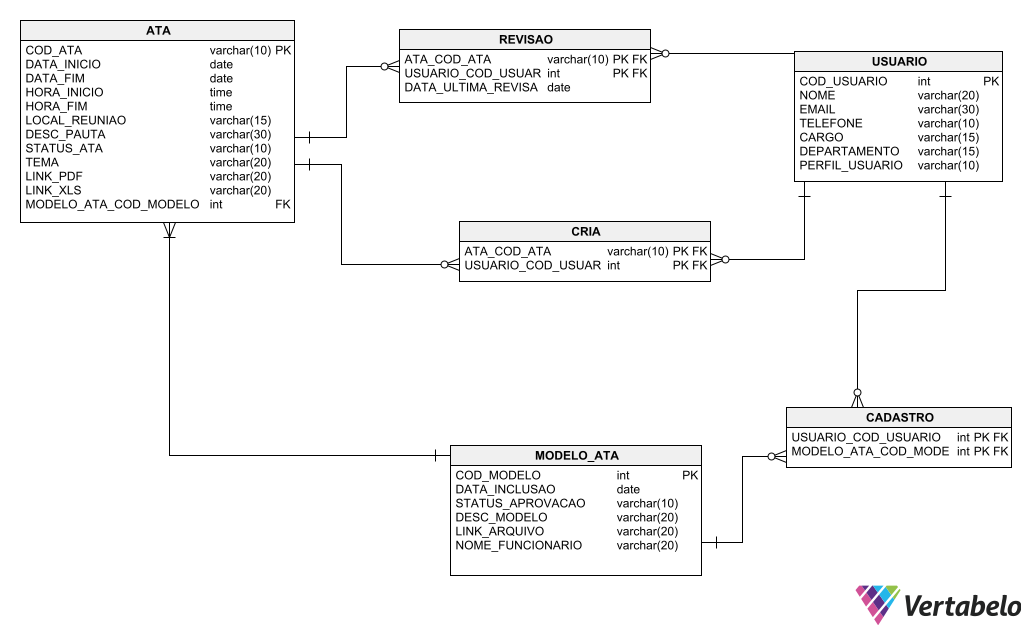 ATA
COD_ATA varchar(10) PK
DATA_INICIO date
DATA_FIM date
HORA_INICIO time
HORA_FIM time
LOCAL_REUNIAO varchar(15)
DESC_PAUTA varchar(30)
STATUS_ATA varchar(10)
TEMA varchar(20)
LINK_PDF varchar(20)
LINK_XLS varchar(20)
MODELO_ATA_COD_MODELO int FK
REVISAO
ATA_COD_ATA varchar(10) PK FK
USUARIO_COD_USUAR int PK FK
DATA_ULTIMA_REVISA date
USUARIO
COD_USUARIO int PK
NOME varchar(20)
EMAIL varchar(30)
TELEFONE varchar(10)
CARGO varchar(15)
DEPARTAMENTO varchar(15)
PERFIL_USUARIO varchar(10)
CRIA
ATA_COD_ATA varchar(10) PK FK
USUARIO_COD_USUAR int PK FK
CADASTRO
USUARIO_COD_USUARIO int PK FK
MODELO_ATA_COD_MODE int PK FK
MODELO_ATA
COD_MODELO int PK
DATA_INCLUSAO date
STATUS_APROVACAO varchar(10)
DESC_MODELO varchar(20)
LINK_ARQUIVO varchar(20)
NOME_FUNCIONARIO varchar(20)
Vertabelo